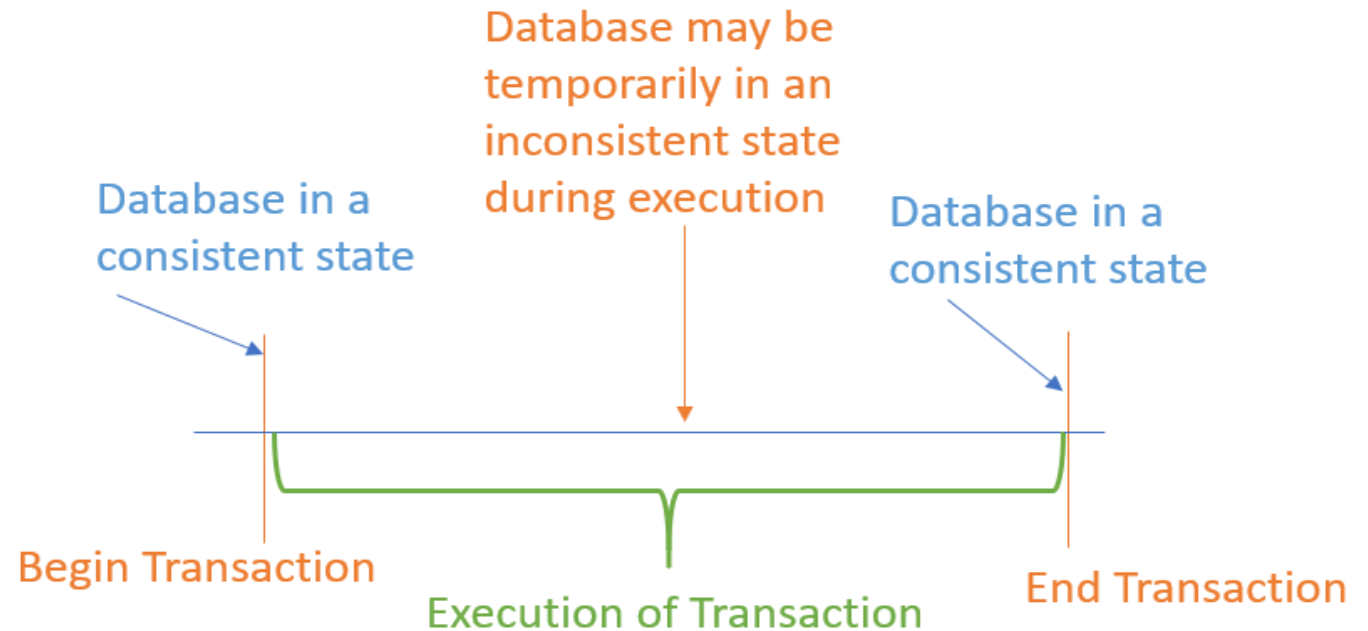 Database may be
temporarily in an
inconsistent state
during execution
Database in a
consistent state
Database in a
consistent state
Begin Transaction
End Transaction
Execution of Transaction